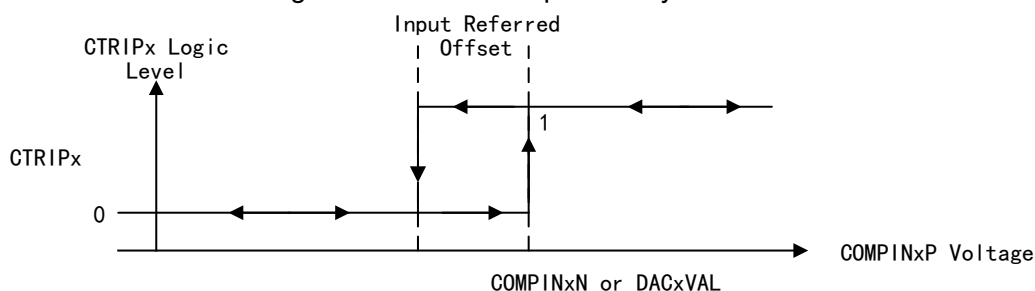 Input Referred
Offset
CTRIPx Logic
Level
1
CTRIPx
0
COMPINxP Voltage
COMPINxN or DACxVAL